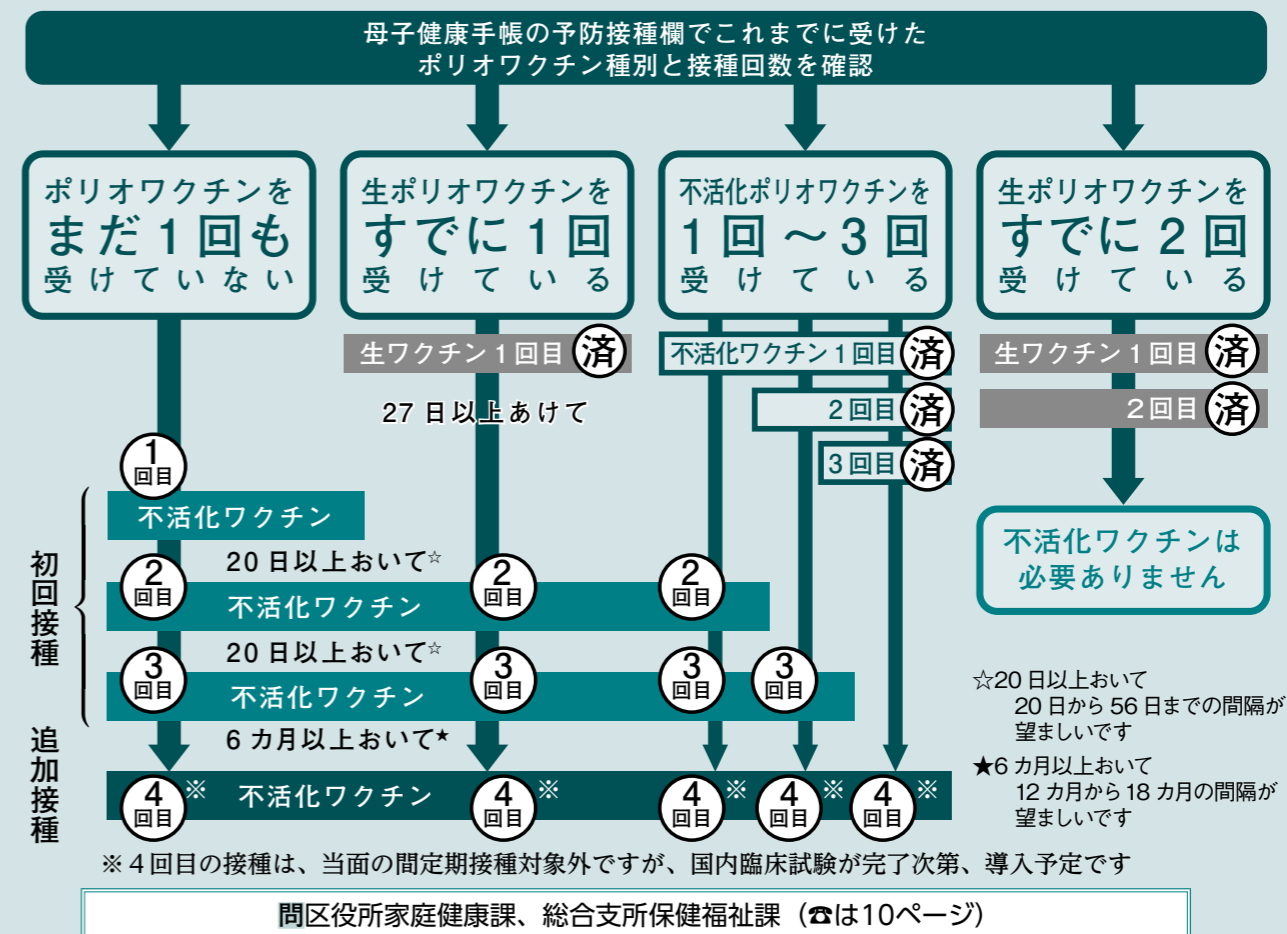 母子健康手帳の予防接種欄でこれまでに受けた
ポリオワクチン種別と接種回数を確認
ポリオワクチンを
まだ1回も
受けていない
生ポリオワクチンを
すでに1回
受けている
不活化ポリオワクチンを
1回～3回
受けている
生ポリオワクチンを
すでに2回
受けている
生ワクチン1回目 済
27日以上あけて
不活化ワクチン1回目 済
2回目 済
3回目 済
生ワクチン1回目 済
2回目 済
不活化ワクチンは
必要ありません
初回接種
1回目
不活化ワクチン
20日以上おいて☆
2回目
不活化ワクチン
2回目
2回目
20日以上おいて☆
3回目
不活化ワクチン
3回目
3回目
3回目
6カ月以上おいて★
追加接種
4回目※
不活化ワクチン
4回目※
4回目※
4回目※
4回目※
☆20日以上おいて
20日から56日までの間隔が
望ましいです
★6カ月以上おいて
12カ月から18カ月の間隔が
望ましいです
※4回目の接種は、当面の間定期接種対象外ですが、国内臨床試験が完了次第、導入予定です
問区役所家庭健康課、総合支所保健福祉課（☎は10ページ）